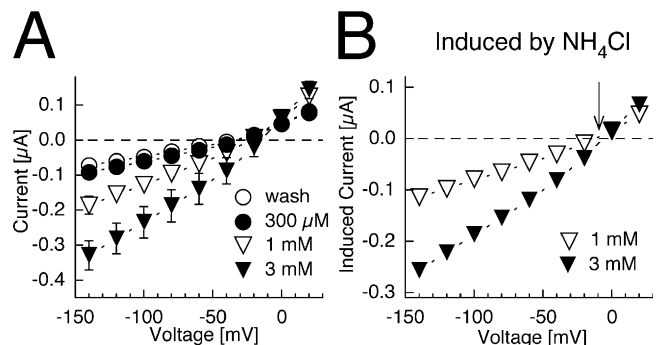 A
B
Induced by NH4Cl
0.1
0.0
-0.1
-0.2
-0.3
-0.4
Current [µA]
wash
300 µM
1 mM
3 mM
-150
-100
-50
0
Voltage [mV]
0.1
0.0
-0.1
-0.2
-0.3
Induced Current [µA]
1 mM
3 mM
-150
-100
-50
0
Voltage [mV]